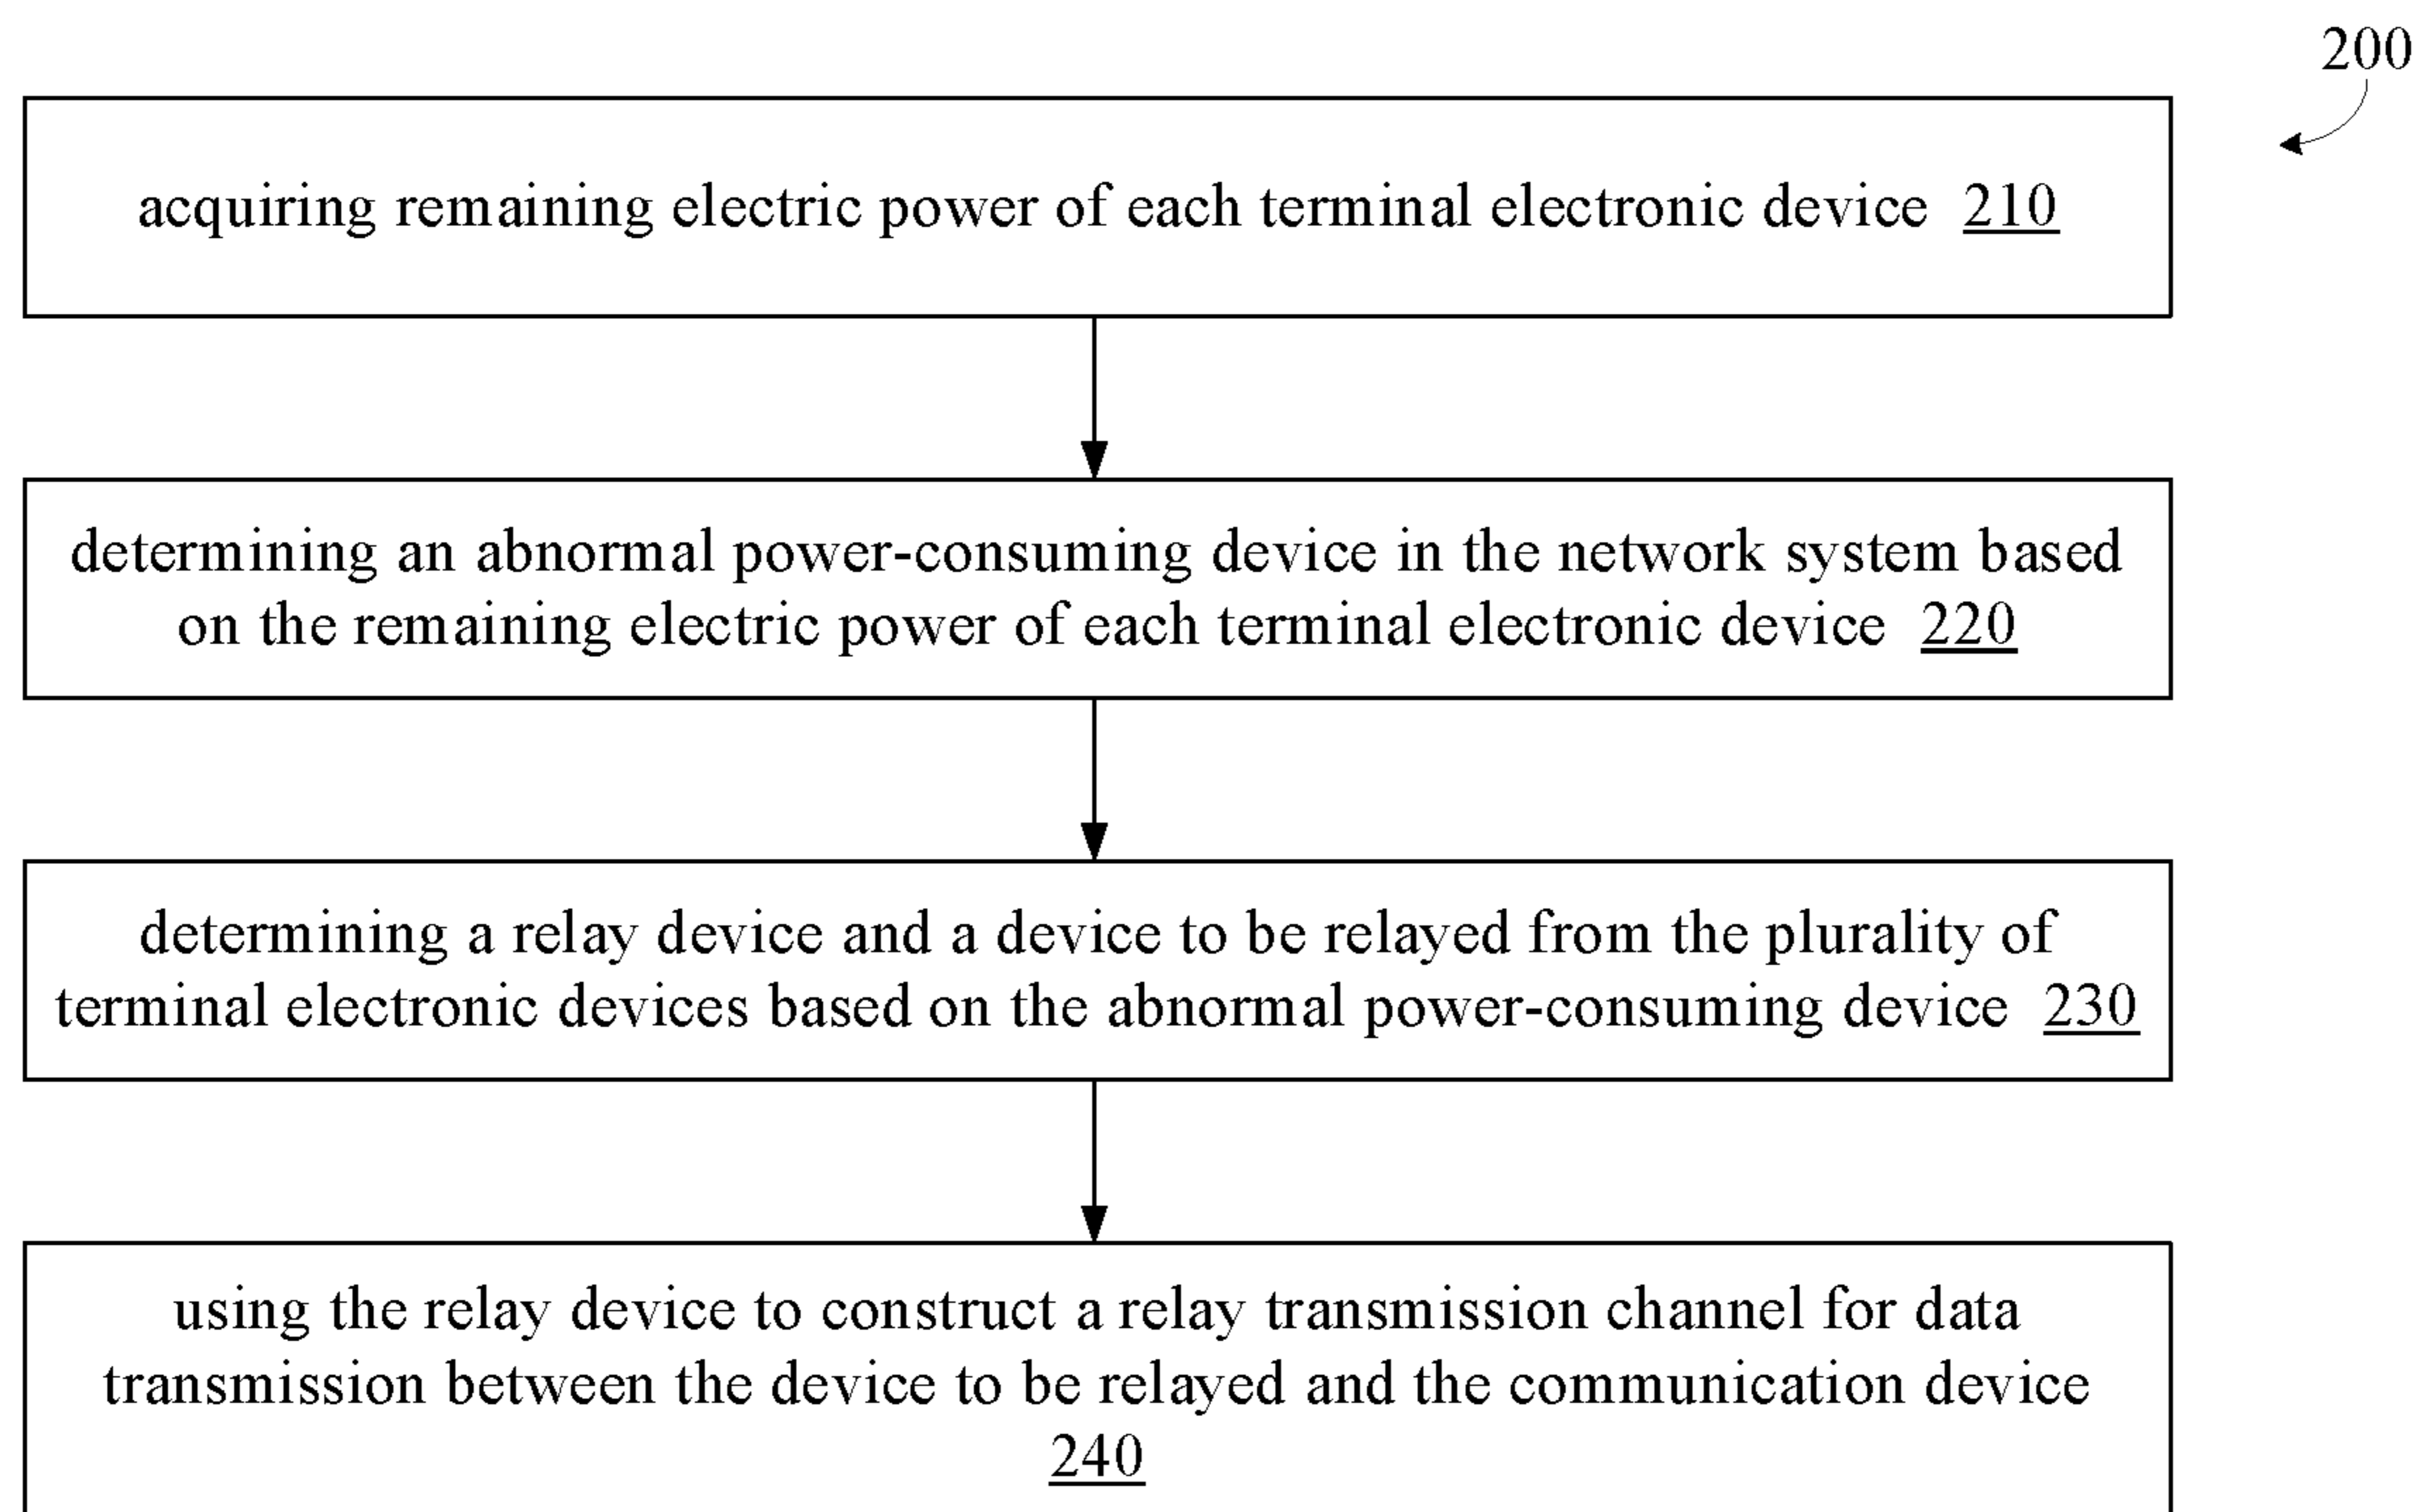 200
acquiring remaining electric power of each terminal electronic device 210
determining an abnormal power-consuming device in the network system based
on the remaining electric power of each terminal electronic device 220
determining a relay device and a device to be relayed from the plurality of
terminal electronic devices based on the abnormal power-consuming device 230
using the relay device to construct a relay transmission channel for data
transmission between the device to be relayed and the communication device
240